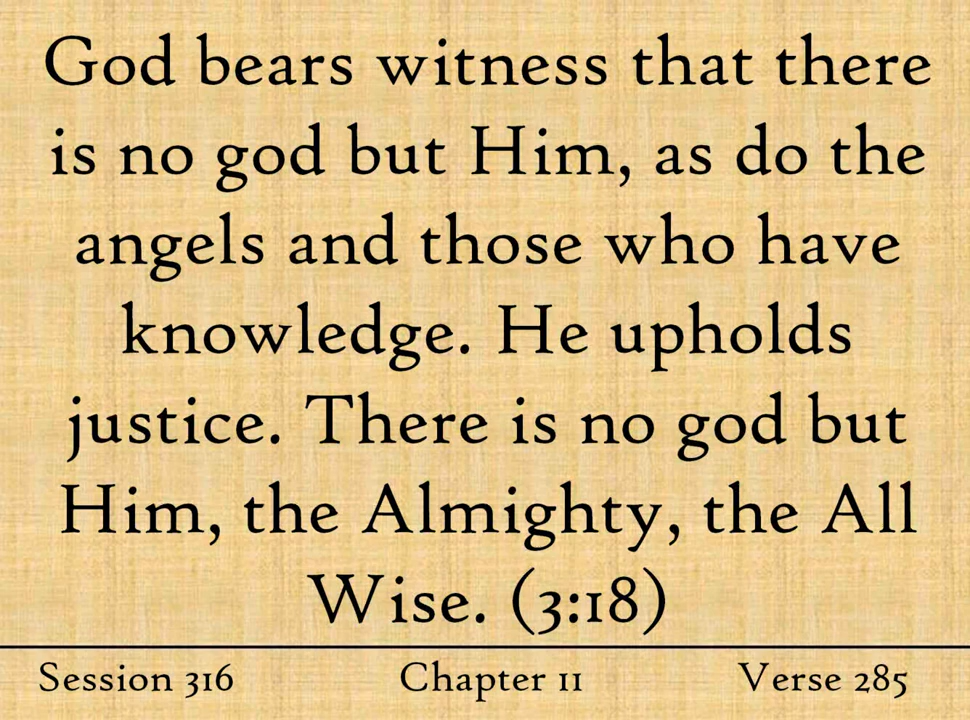 God bears witness that there
is no god but Him, as do the
angels and those who have
knowledge. He upholds
justice. There is no god but
Him, the Almighty, the All
Wise. (3:18)
Session 316 Chapter 11 Verse 285